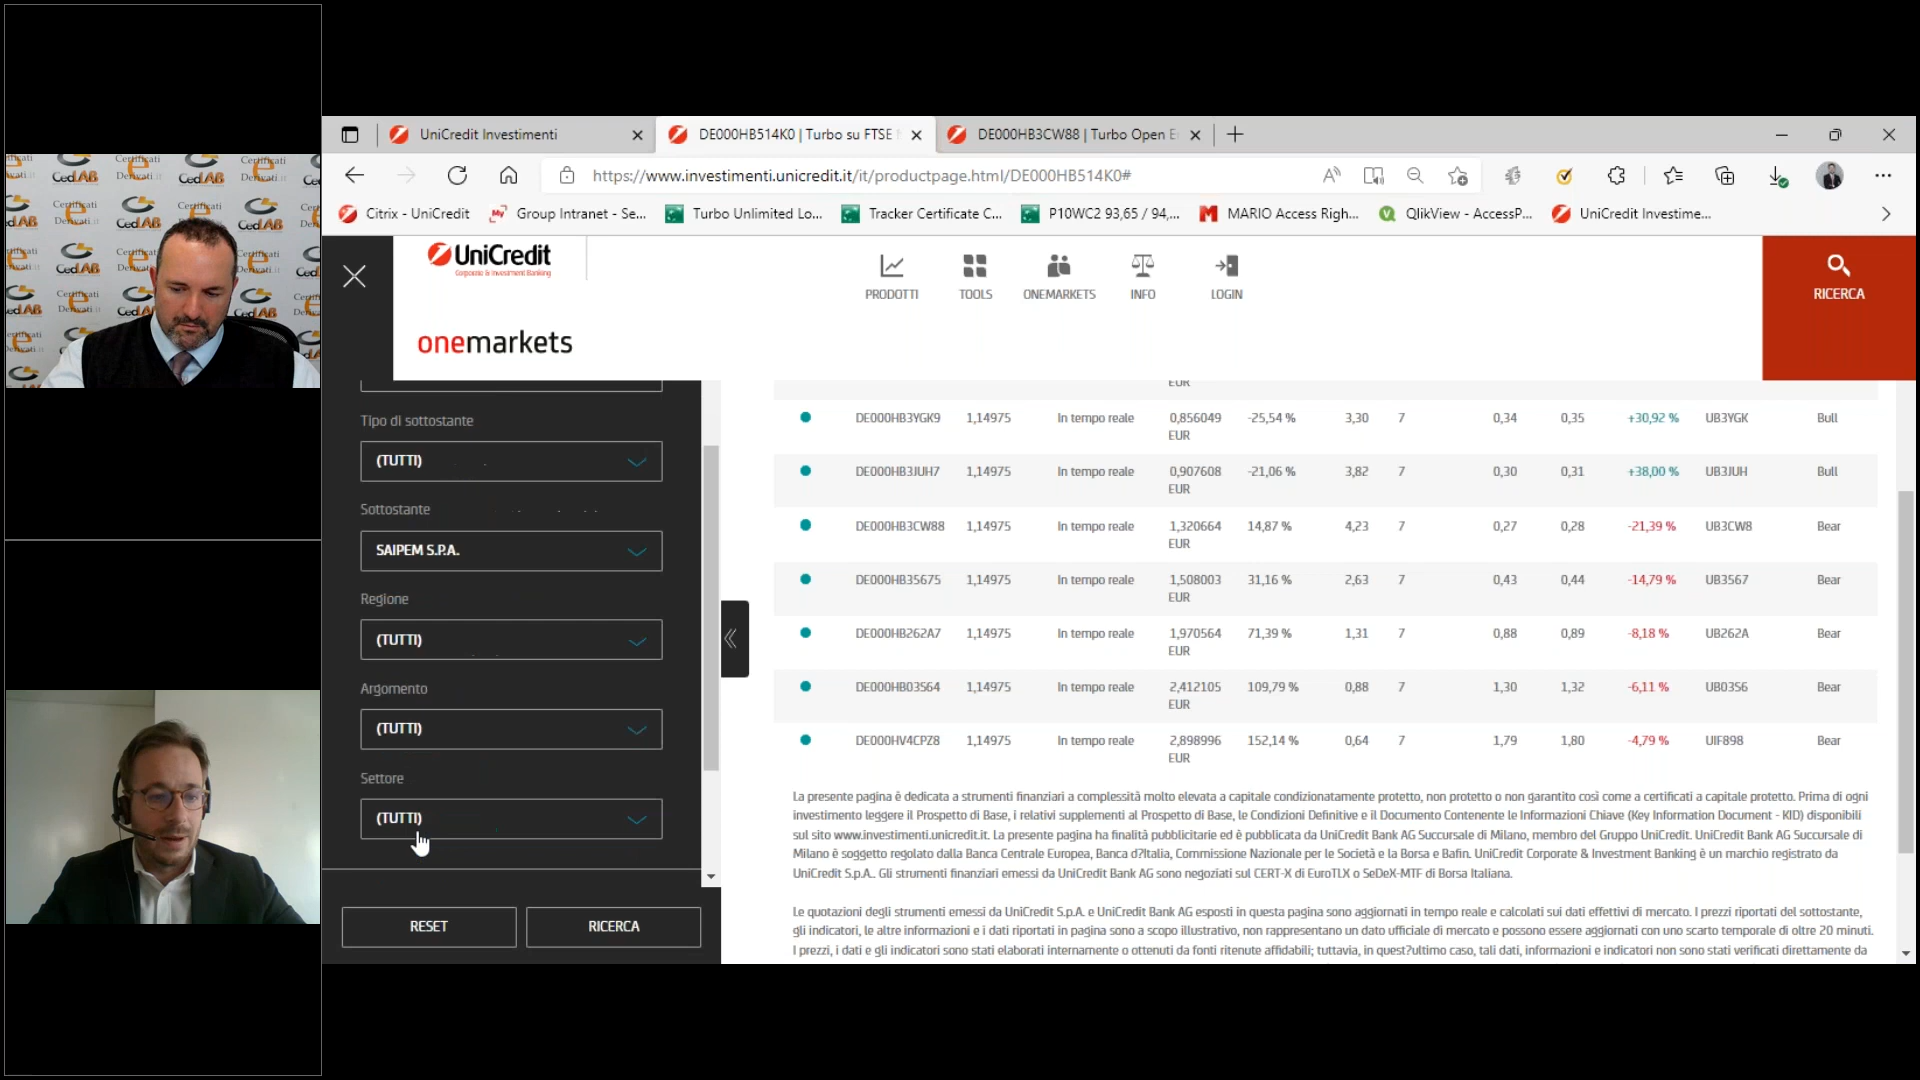 UniCredit Investimenti
DE000HB514K0 | Turbo su FTSE
DE000HB3CW88 | Turbo Open E
https://www.investimenti.unicredit.it/it/productpage.html/DE000HB514K0#
Citrix - UniCredit
Group Intranet - Se...
Turbo Unlimited Lo...
Tracker Certificate C...
P10WC2 93,65 / 94,...
MARIO Access Righ...
QlikView - AccessP...
UniCredit Investime...
UniCredit
Corporate & Investment Banking
PRODOTTI
TOOLS
ONEMARKETS
INFO
LOGIN
RICERCA
onemarkets
Tipo di sottostante
(TUTTI)
Sottostante
SAIPEM S.P.A.
Regione
(TUTTI)
Argomento
(TUTTI)
Settore
(TUTTI)
RESET
RICERCA
EUR
DE000HB3YGK9 1,14975 In tempo reale 0,856049 -25,54 % 3,30 7 0,34 0,35 +30,92 % UB3YGK Bull
EUR
DE000HB3JUH7 1,14975 In tempo reale 0,907608 -21,06 % 3,82 7 0,30 0,31 +38,00 % UB3JUH Bull
EUR
DE000HB3CW88 1,14975 In tempo reale 1,320664 14,87 % 4,23 7 0,27 0,28 -21,39 % UB3CW8 Bear
EUR
DE000HB35675 1,14975 In tempo reale 1,508003 31,16 % 2,63 7 0,43 0,44 -14,79 % UB3567 Bear
EUR
DE000HB262A7 1,14975 In tempo reale 1,970564 71,39 % 1,31 7 0,88 0,89 -8,18 % UB262A Bear
EUR
DE000HB03S64 1,14975 In tempo reale 2,412105 109,79 % 0,88 7 1,30 1,32 -6,11 % UB03S6 Bear
EUR
DE000HV4CPZ8 1,14975 In tempo reale 2,898996 152,14 % 0,64 7 1,79 1,80 -4,79 % UIF898 Bear
EUR
La presente pagina è dedicata a strumenti finanziari a complessità molto elevata a capitale condizionatamente protetto, non protetto o non garantito così come a certificati a capitale protetto. Prima di ogni
investimento leggere il Prospetto di Base, i relativi supplementi al Prospetto di Base, le Condizioni Definitive e il Documento Contenente le Informazioni Chiave (Key Information Document - KID) disponibili
sul sito www.investimenti.unicredit.it. La presente pagina ha finalità pubblicitarie ed è pubblicata da UniCredit Bank AG Succursale di Milano, membro del Gruppo UniCredit. UniCredit Bank AG Succursale di
Milano è soggetto regolato dalla Banca Centrale Europea, Banca d?Italia, Commissione Nazionale per le Società e la Borsa e Bafin. UniCredit Corporate & Investment Banking è un marchio registrato da
UniCredit S.p.A.. Gli strumenti finanziari emessi da UniCredit Bank AG sono negoziati sul CERT-X di EuroTLX o SeDeX-MTF di Borsa Italiana.
Le quotazioni degli strumenti emessi da UniCredit S.p.A. e UniCredit Bank AG esposti in questa pagina sono aggiornati in tempo reale e calcolati sui dati effettivi di mercato. I prezzi riportati del sottostante,
gli indicatori, le altre informazioni e i dati riportati in pagina sono a scopo illustrativo, non rappresentano un dato ufficiale di mercato e possono essere aggiornati con uno scarto temporale di oltre 20 minuti.
I prezzi, i dati e gli indicatori sono stati elaborati internamente o ottenuti da fonti ritenute affidabili; tuttavia, in quest?ultimo caso, tali dati, informazioni e indicatori non sono stati verificati direttamente da